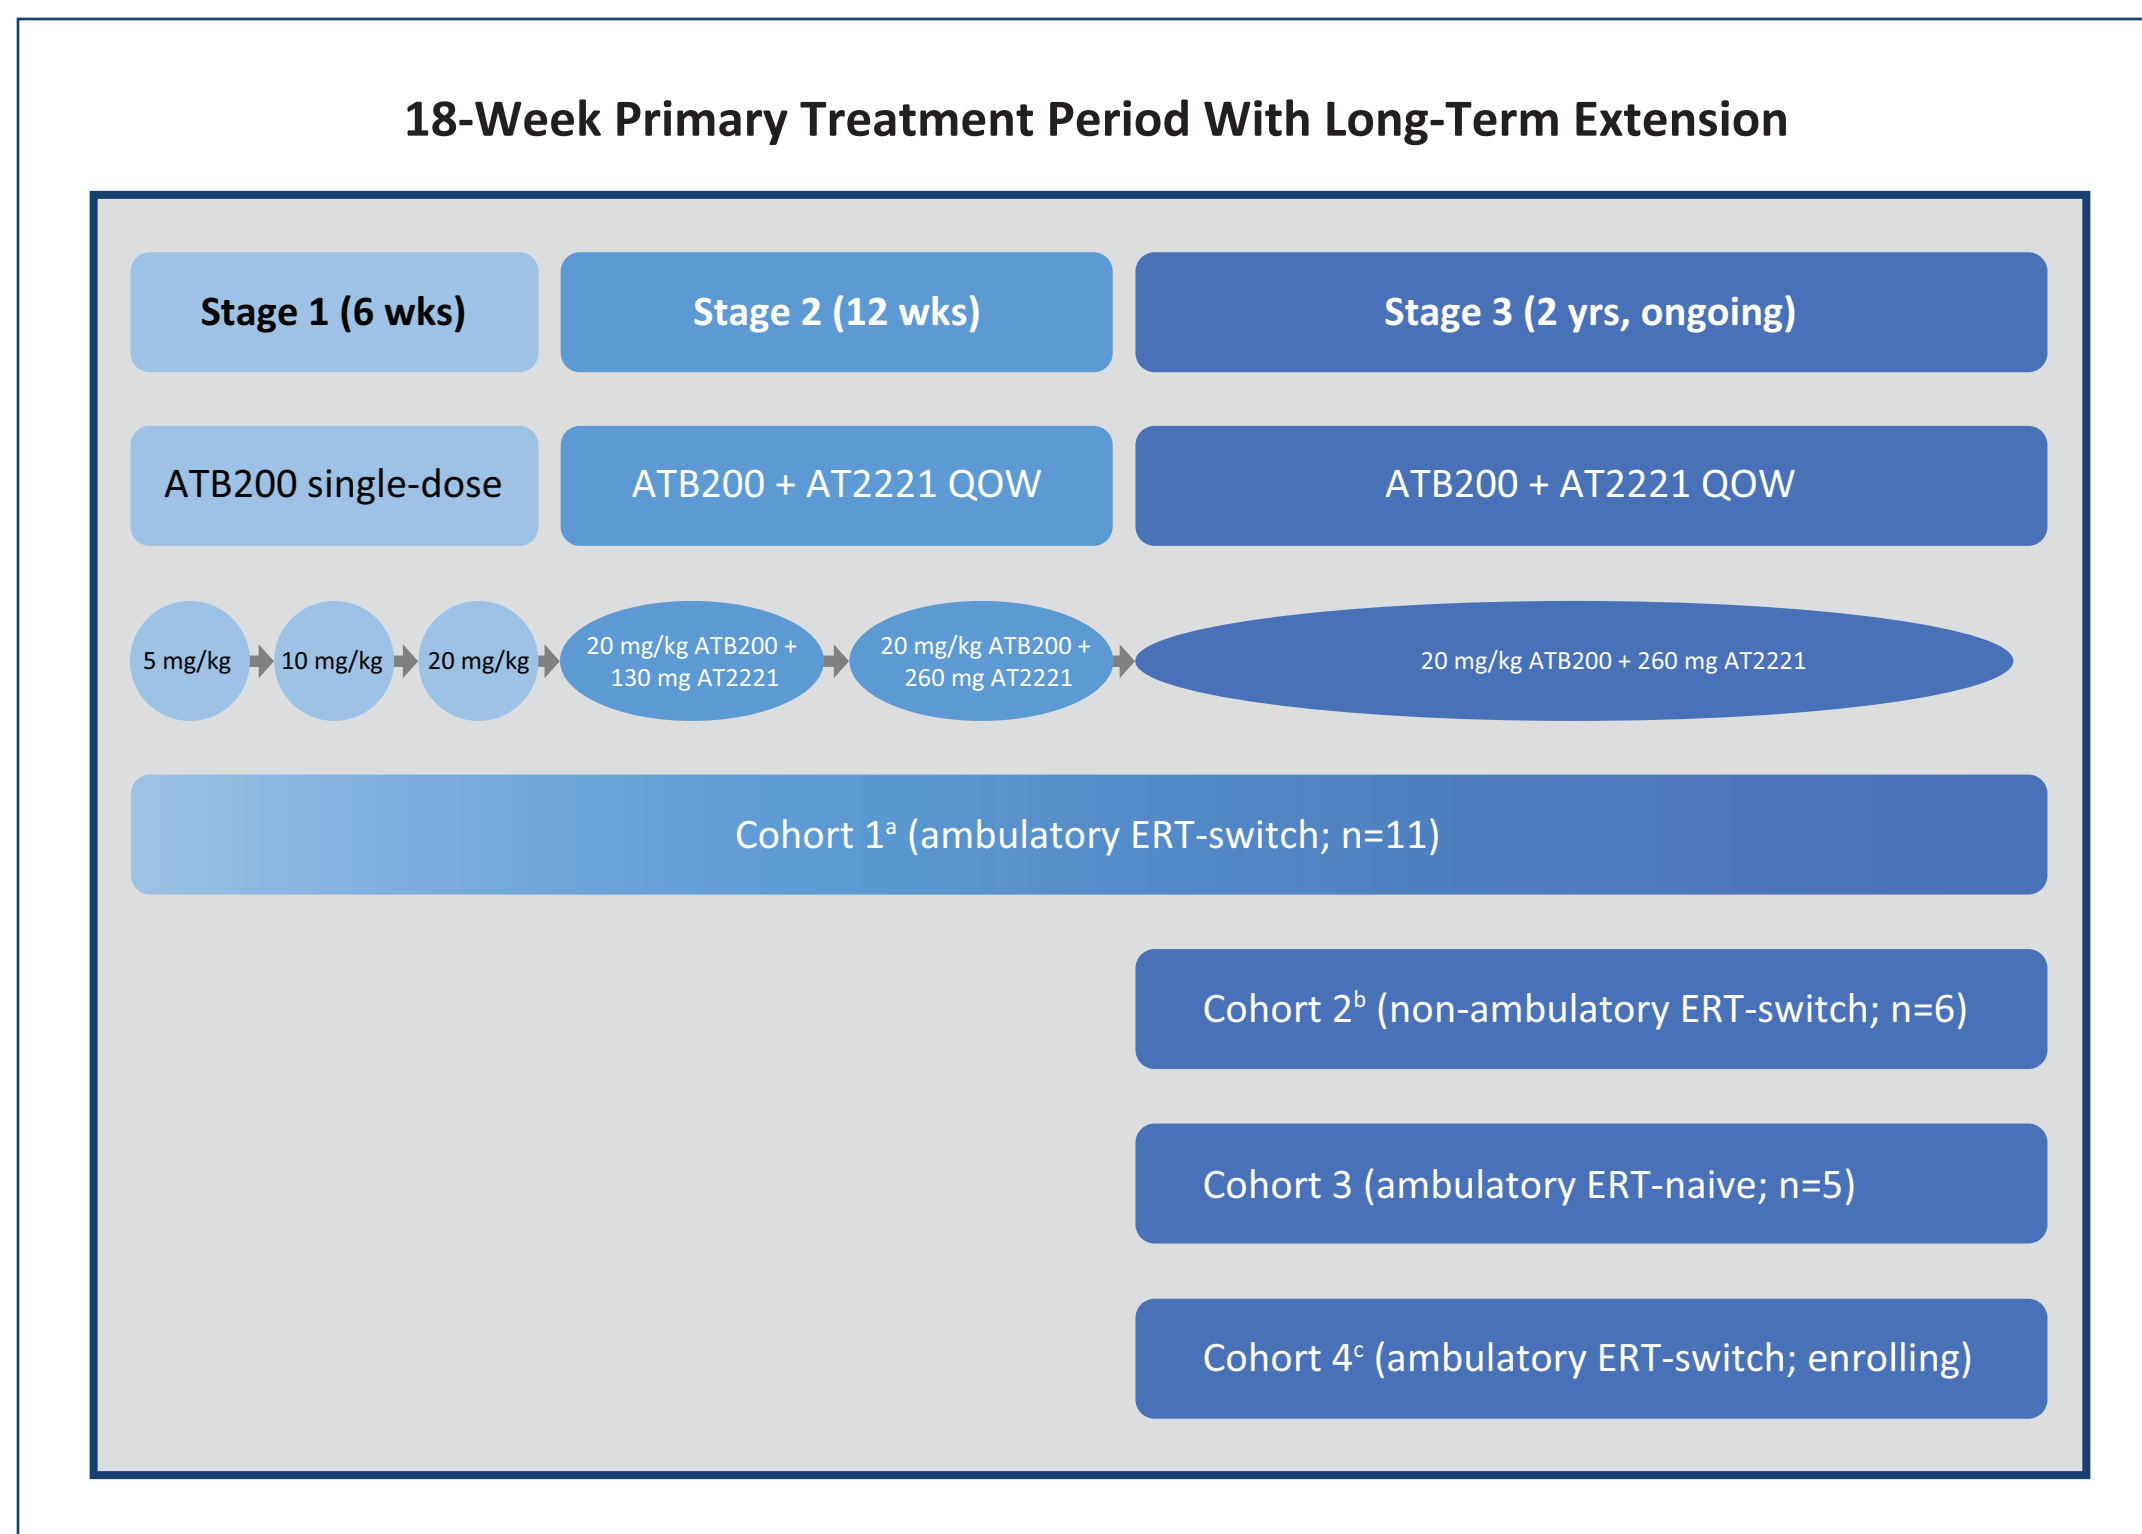 18-Week Primary Treatment Period With Long-Term Extension
Stage 1 (6 wks)
Stage 2 (12 wks)
Stage 3 (2 yrs, ongoing)
ATB200 single-dose
ATB200 + AT2221 QOW
ATB200 + AT2221 QOW
5 mg/kg
10 mg/kg
20 mg/kg
20 mg/kg ATB200 +
130 mg AT2221
20 mg/kg ATB200 +
260 mg AT2221
20 mg/kg ATB200 + 260 mg AT2221
Cohort 1ᵃ (ambulatory ERT-switch; n=11)
Cohort 2ᵇ (non-ambulatory ERT-switch; n=6)
Cohort 3 (ambulatory ERT-naive; n=5)
Cohort 4ᶜ (ambulatory ERT-switch; enrolling)